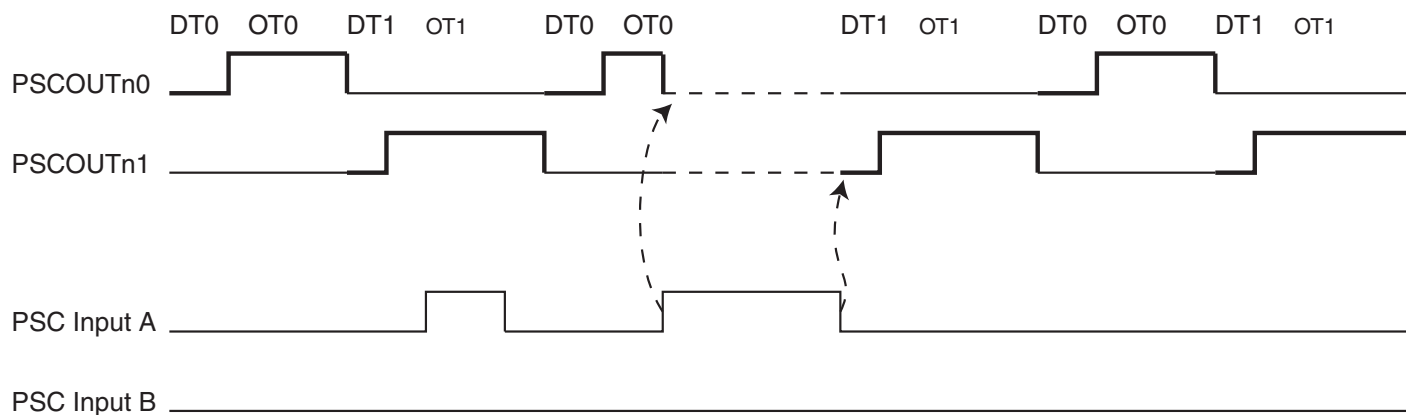 DT0 OT0 DT1 OT1 DT0 OT0 DT1 OT1 DT0 OT0 DT1 OT1
PSCOUTn0
PSCOUTn1
PSC Input A
PSC Input B